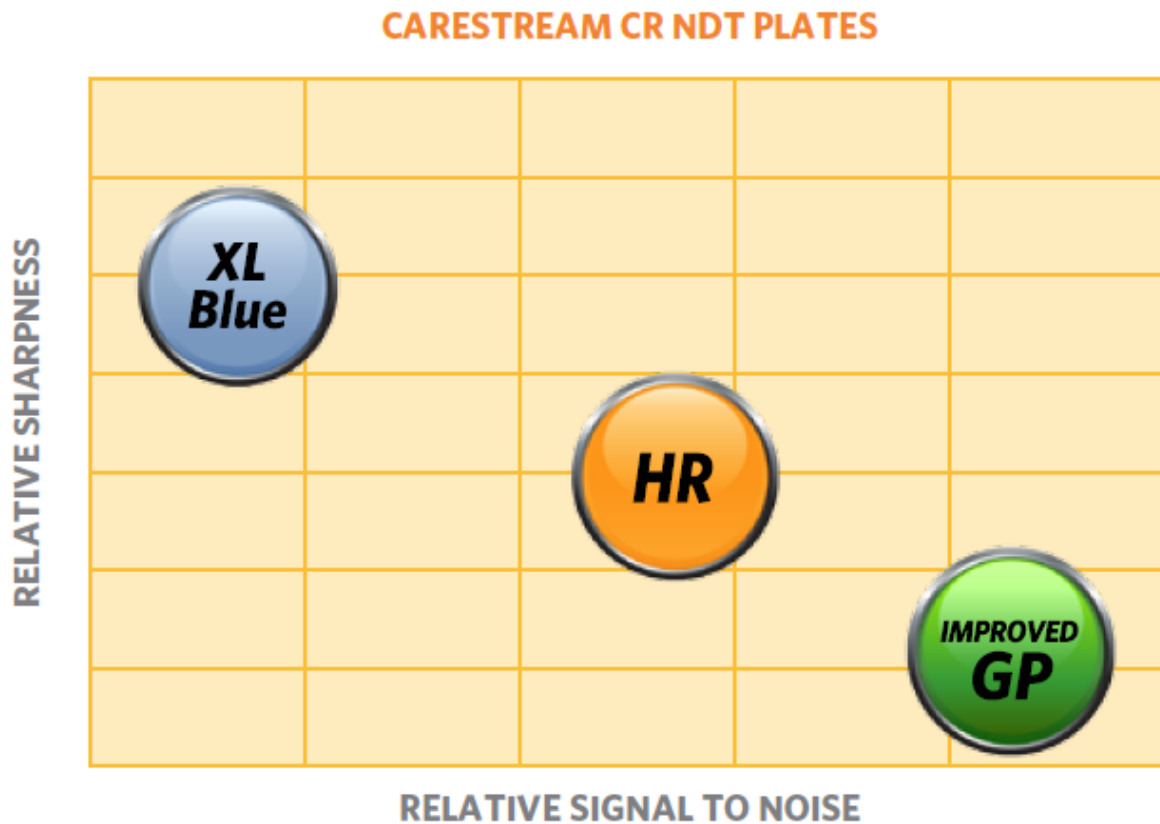 CARESTREAM CR NDT PLATES
RELATIVE SHARPNESS
XL
Blue
HR
IMPROVED
GP
RELATIVE SIGNAL TO NOISE